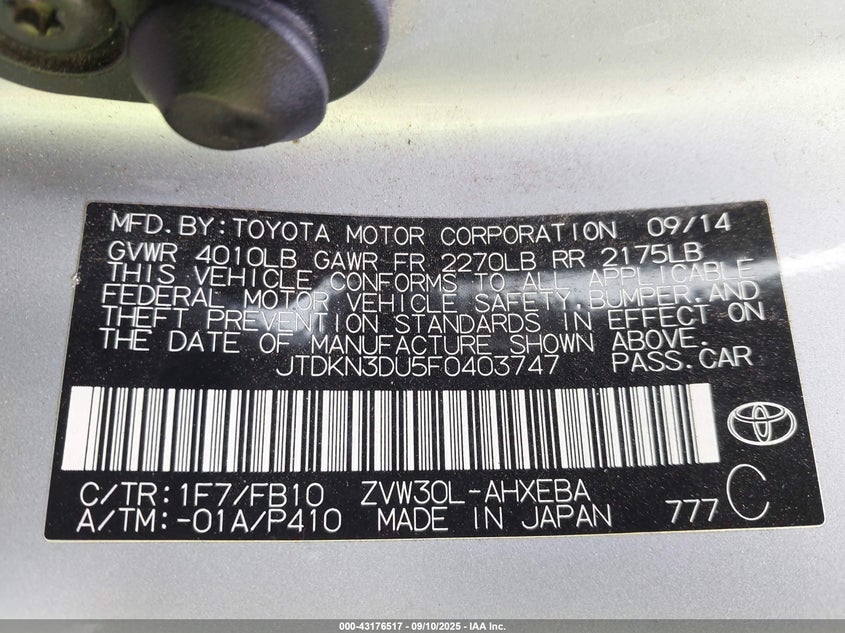 MFD. BY: TOYOTA MOTOR CORPORATION 09/14
GVWR 4010LB GAWR FR 2270LB RR 2175LB
THIS VEHICLE CONFORMS TO ALL APPLICABLE
FEDERAL MOTOR VEHICLE SAFETY, BUMPER, AND
THEFT PREVENTION STANDARDS IN EFFECT ON
THE DATE OF MANUFACTURE SHOWN ABOVE.
JTDKN3DU5F0403747 PASS. CAR
C/TR: 1F7/FB10 ZVW30L-AHXEBA
A/TM: -01A/P410 MADE IN JAPAN 777 C
000-43176517 - 09/10/2025 - IAA Inc.